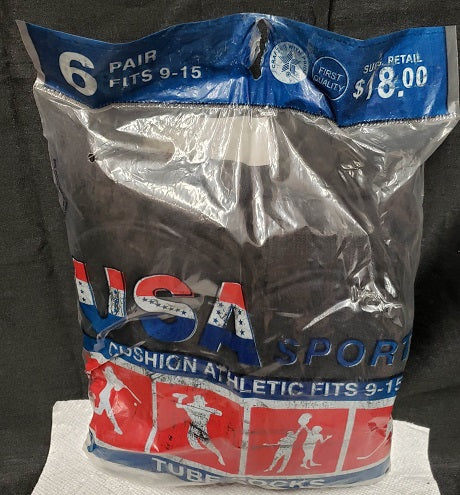 6 PAIR
FITS 9-15
FIRST
QUALITY
RETAIL
$18.00
USA SPORT
CUSHION ATHLETIC FITS 9-15
TUBE SOCKS